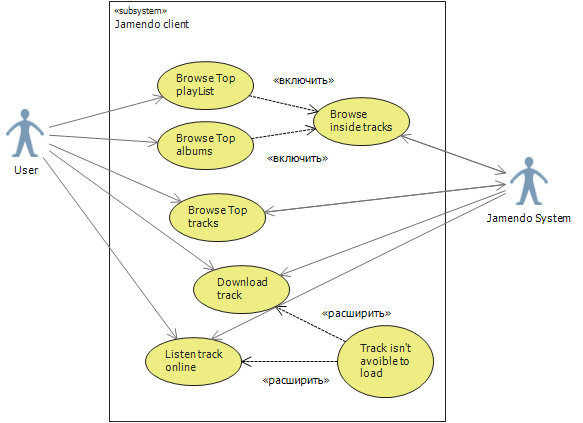 «subsystem»
Jamendo client
Browse Top
playList
«включить»
Browse
inside tracks
Browse Top
albums
«включить»
User
Jamendo System
Browse Top
tracks
Download
track
«расширить»
Listen track
online
Track isn't
avoible to
load
«расширить»